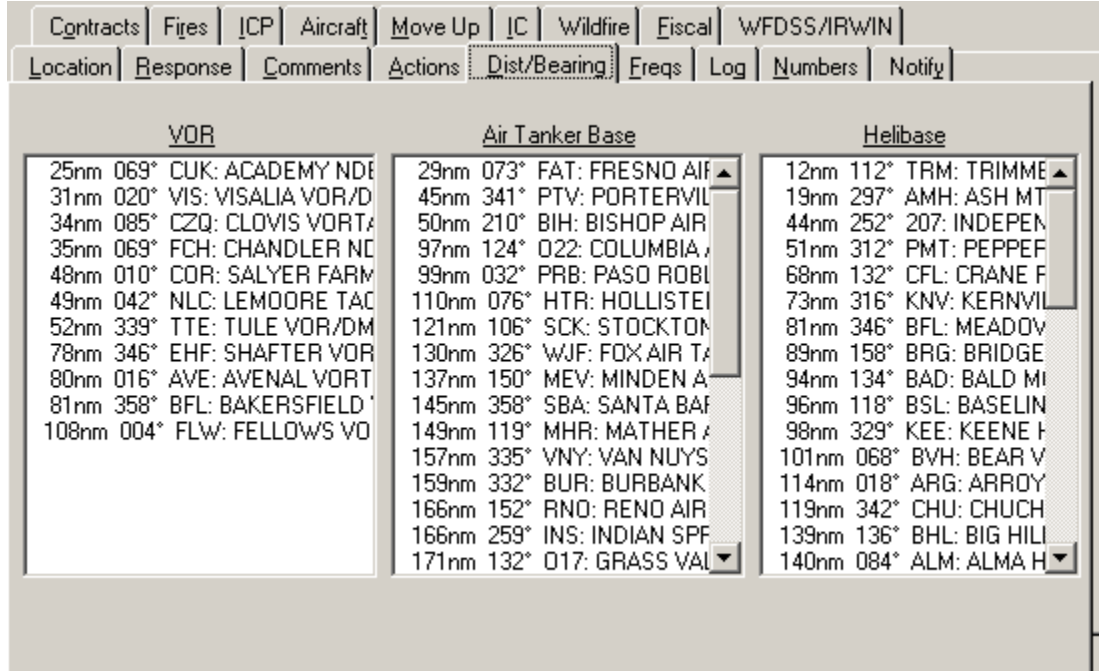 Contracts Fires ICP Aircraft Move Up IC Wildfire Fiscal WFDSS/IRWIN
Location Response Comments Actions Dist/Bearing Freqs Log Numbers Notify
VOR
25nm 069° CUK: ACADEMY NDB
31nm 020° VIS: VISALIA VOR/D
34nm 085° CZQ: CLOVIS VORTA
35nm 069° FCH: CHANDLER ND
48nm 010° COR: SALYER FARM
49nm 042° NLC: LEMOORE TAC
52nm 339° TTE: TULE VOR/DM
78nm 346° EHF: SHAFTER VOR
80nm 016° AVE: AVENAL VORT
81nm 358° BFL: BAKERSFIELD
108nm 004° FLW: FELLOWS VO
Air Tanker Base
29nm 073° FAT: FRESNO AIR
45nm 341° PTV: PORTERVIL
50nm 210° BIH: BISHOP AIR
97nm 124° O22: COLUMBIA
99nm 032° PRB: PASO ROBL
110nm 076° HTR: HOLLISTE
121nm 106° SCK: STOCKTON
130nm 326° WJF: FOX AIR TA
137nm 150° MEV: MINDEN A
145nm 358° SBA: SANTA BAR
149nm 119° MHR: MATHER
157nm 335° VNY: VAN NUYS
159nm 332° BUR: BURBANK
166nm 152° RNO: RENO AIR
166nm 259° INS: INDIAN SPR
171nm 132° O17: GRASS VAL
Helibase
12nm 112° TRM: TRIMME
19nm 297° AMH: ASH MT
44nm 252° 207: INDEPEN
51nm 312° PMT: PEPPER
68nm 132° CFL: CRANE F
73nm 316° KNV: KERNVIL
81nm 346° BFL: MEADOW
89nm 158° BRG: BRIDGE
94nm 134° BAD: BALD M
96nm 118° BSL: BASELIN
98nm 329° KEE: KEENE H
101nm 068° BVH: BEAR V
114nm 018° ARG: ARROY
119nm 342° CHU: CHUCH
139nm 136° BHL: BIG HILL
140nm 084° ALM: ALMA H